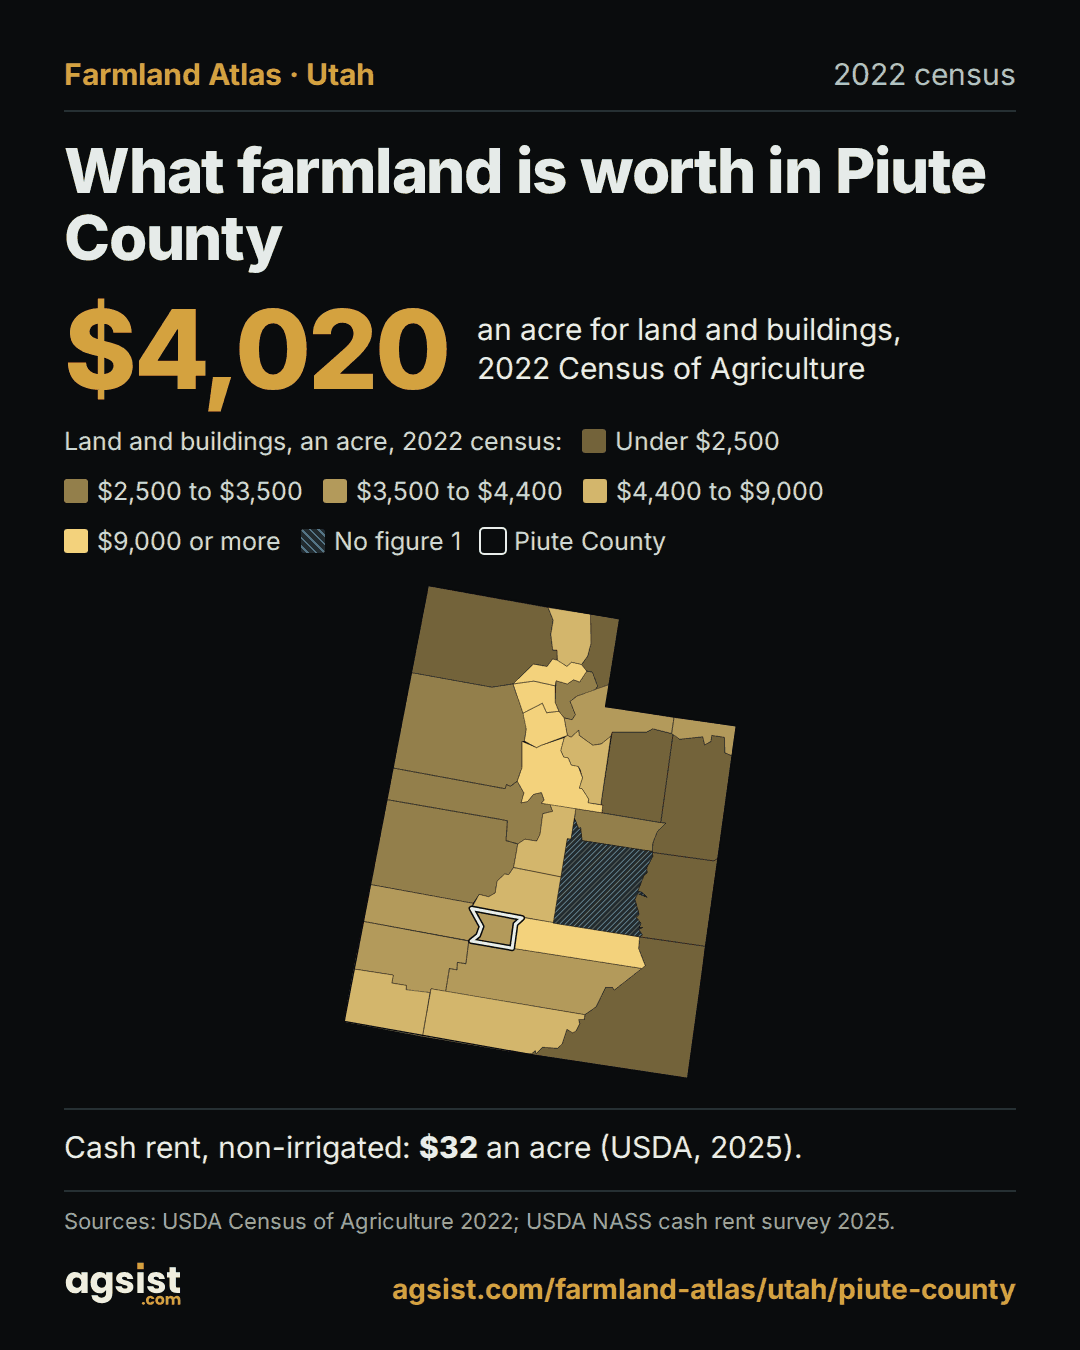 Farmland Atlas · Utah
2022 census
What farmland is worth in Piute
County
$4,020
an acre for land and buildings,
2022 Census of Agriculture
Land and buildings, an acre, 2022 census: Under $2,500
$2,500 to $3,500 $3,500 to $4,400 $4,400 to $9,000
$9,000 or more No figure 1 Piute County
Cash rent, non-irrigated: $32 an acre (USDA, 2025).
Sources: USDA Census of Agriculture 2022; USDA NASS cash rent survey 2025.
agsist
.com
agsist.com/farmland-atlas/utah/piute-county